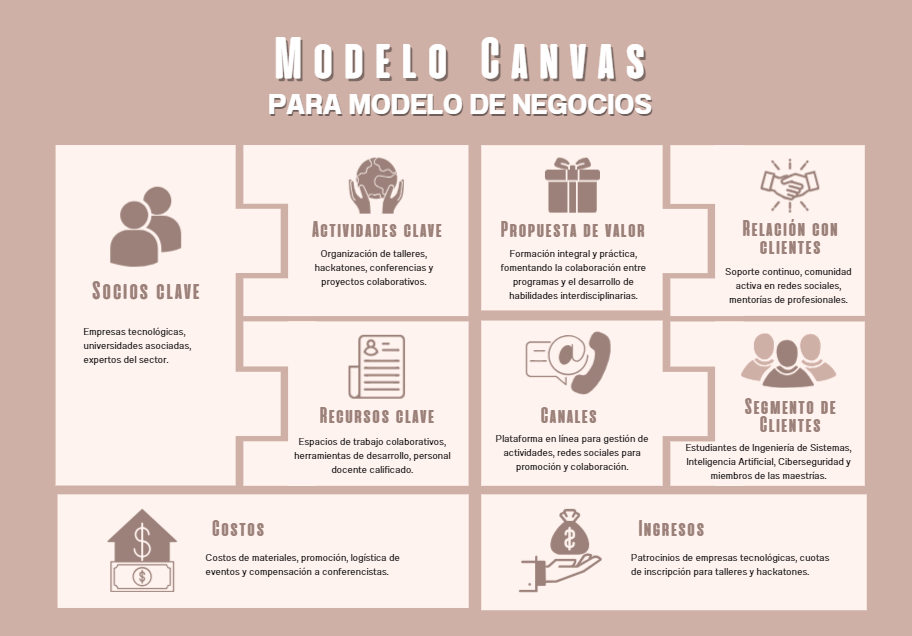 Modelo Canvas
PARA MODELO DE NEGOCIOS
Socios clave
Empresas tecnológicas,
universidades asociadas,
expertos del sector.
Actividades clave
Organización de talleres,
hackatones, conferencias y
proyectos colaborativos.
Recursos clave
Espacios de trabajo colaborativos,
herramientas de desarrollo, personal
docente calificado.
Propuesta de valor
Formación integral y práctica,
fomentando la colaboración entre
programas y el desarrollo de
habilidades interdisciplinarias.
Canales
Plataforma en línea para gestión de
actividades, redes sociales para
promoción y colaboración.
Relación con
clientes
Soporte continuo, comunidad
activa en redes sociales,
mentorías de profesionales.
Segmento de
Clientes
Estudiantes de Ingeniería de Sistemas,
Inteligencia Artificial, Ciberseguridad y
miembros de las maestrías.
Costos
Costos de materiales, promoción, logística de
eventos y compensación a conferencistas.
Ingresos
Patrocinios de empresas tecnológicas, cuotas
de inscripción para talleres y hackatones.